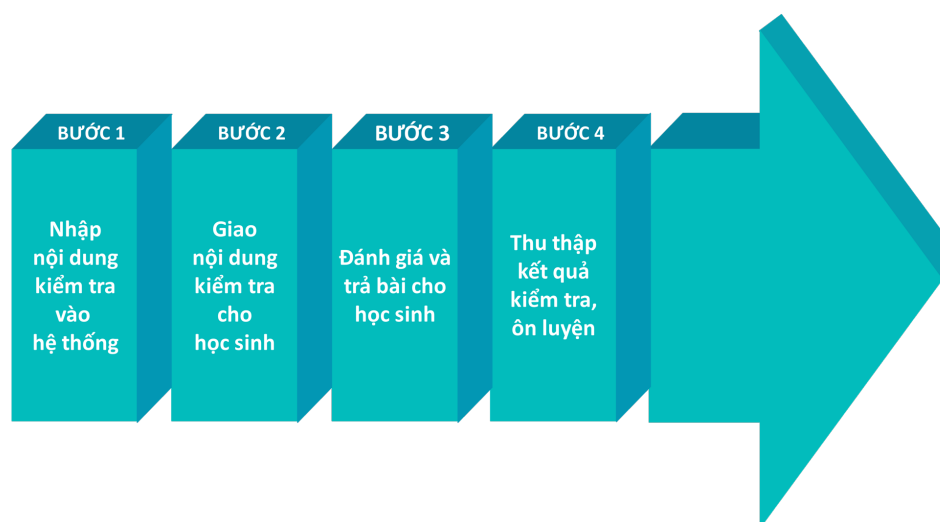 BƯỚC 1
Nhập
nội dung
kiểm tra
vào
hệ thống
BƯỚC 2
Giao
nội dung
kiểm tra
cho
học sinh
BƯỚC 3
Đánh giá và
trả bài cho
học sinh
BƯỚC 4
Thu thập
kết quả
kiểm tra,
ôn luyện